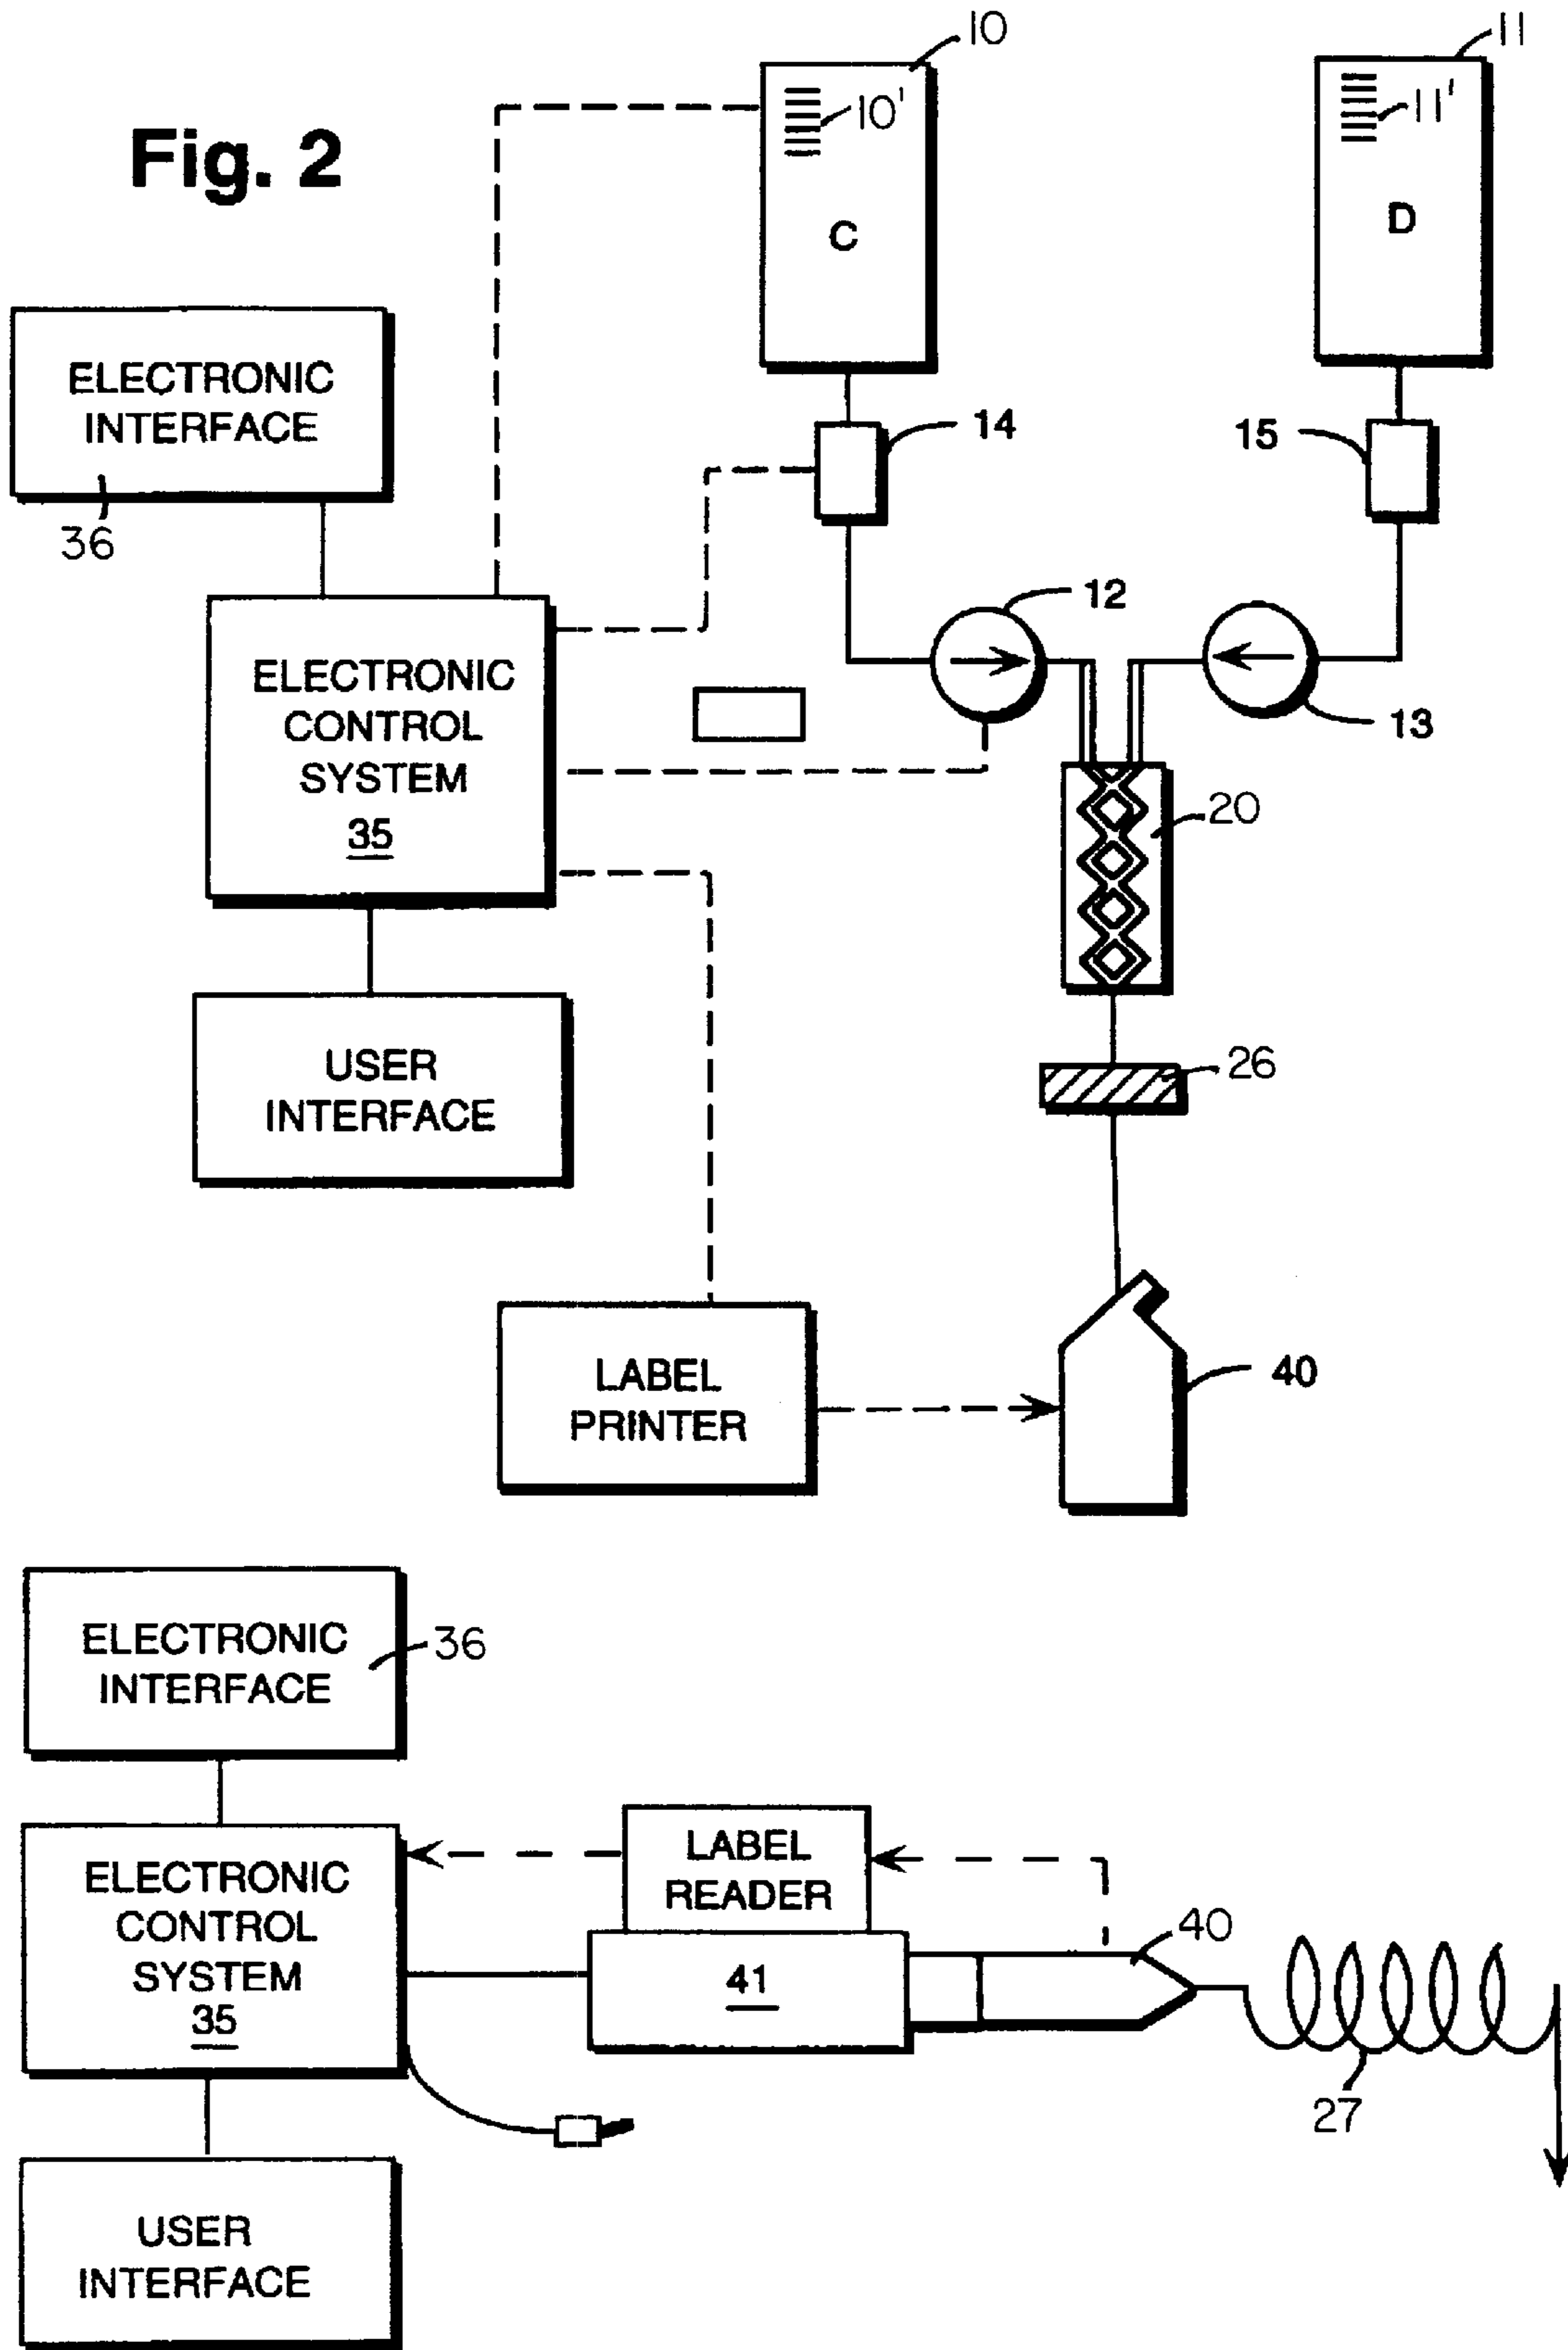 Fig. 2
10
11
10'
11'
C
D
ELECTRONIC
INTERFACE
36
14
15
12
13
ELECTRONIC
CONTROL
SYSTEM
35
20
USER
INTERFACE
26
LABEL
PRINTER
40
ELECTRONIC
INTERFACE
36
LABEL
READER
ELECTRONIC
CONTROL
SYSTEM
35
41
40
27
USER
INTERFACE